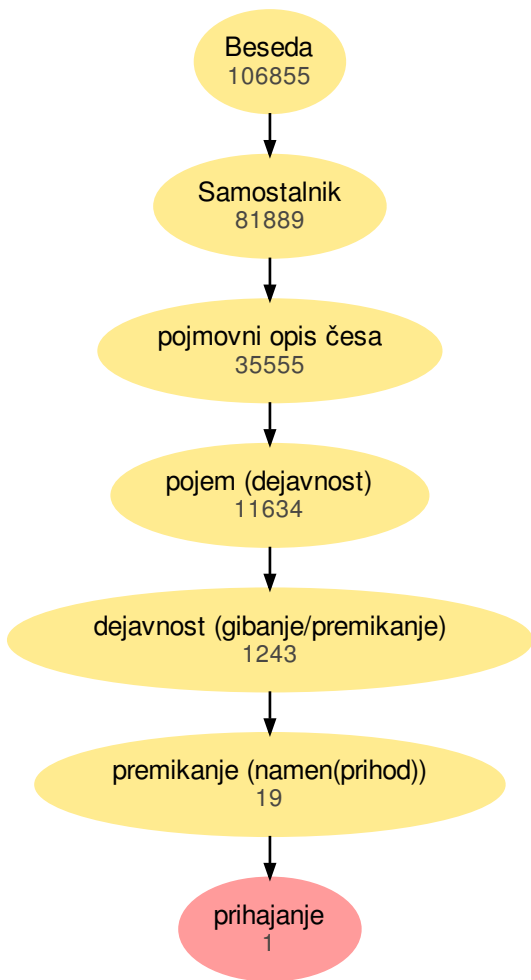 Beseda
106855
Samostalnik
81889
pojmovni opis česa
35555
pojem (dejavnost)
11634
dejavnost (gibanje/premikanje)
1243
premikanje (namen(prihod))
19
prihajanje
1